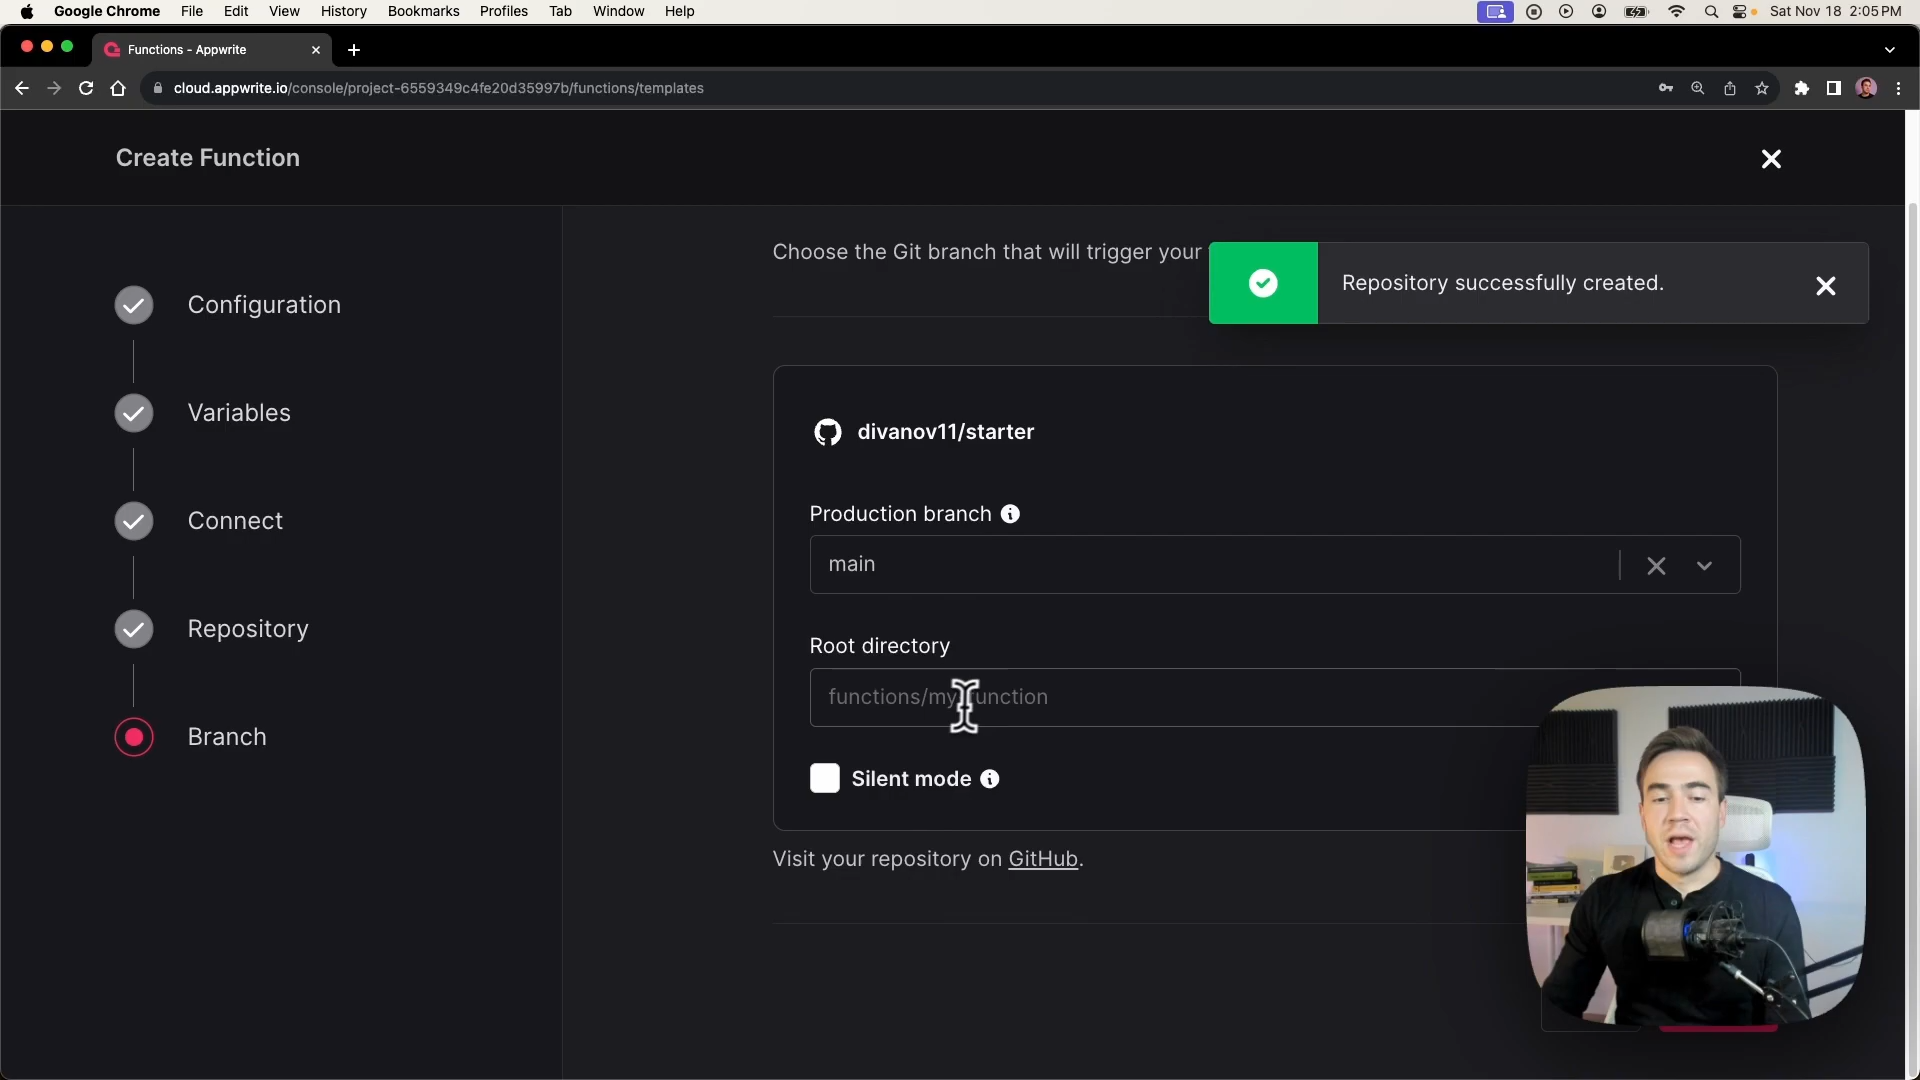 Google Chrome File Edit View History Bookmarks Profiles Tab Window Help Sat Nov 18 2:05 PM
Functions - Appwrite
cloud.appwrite.io/console/project-6559349c4fe20d35997b/functions/templates
Create Function
Choose the Git branch that will trigger your
Repository successfully created.
Configuration
Variables
Connect
Repository
Branch
divanov11/starter
Production branch
main
Root directory
functions/my function
Silent mode
Visit your repository on GitHub.